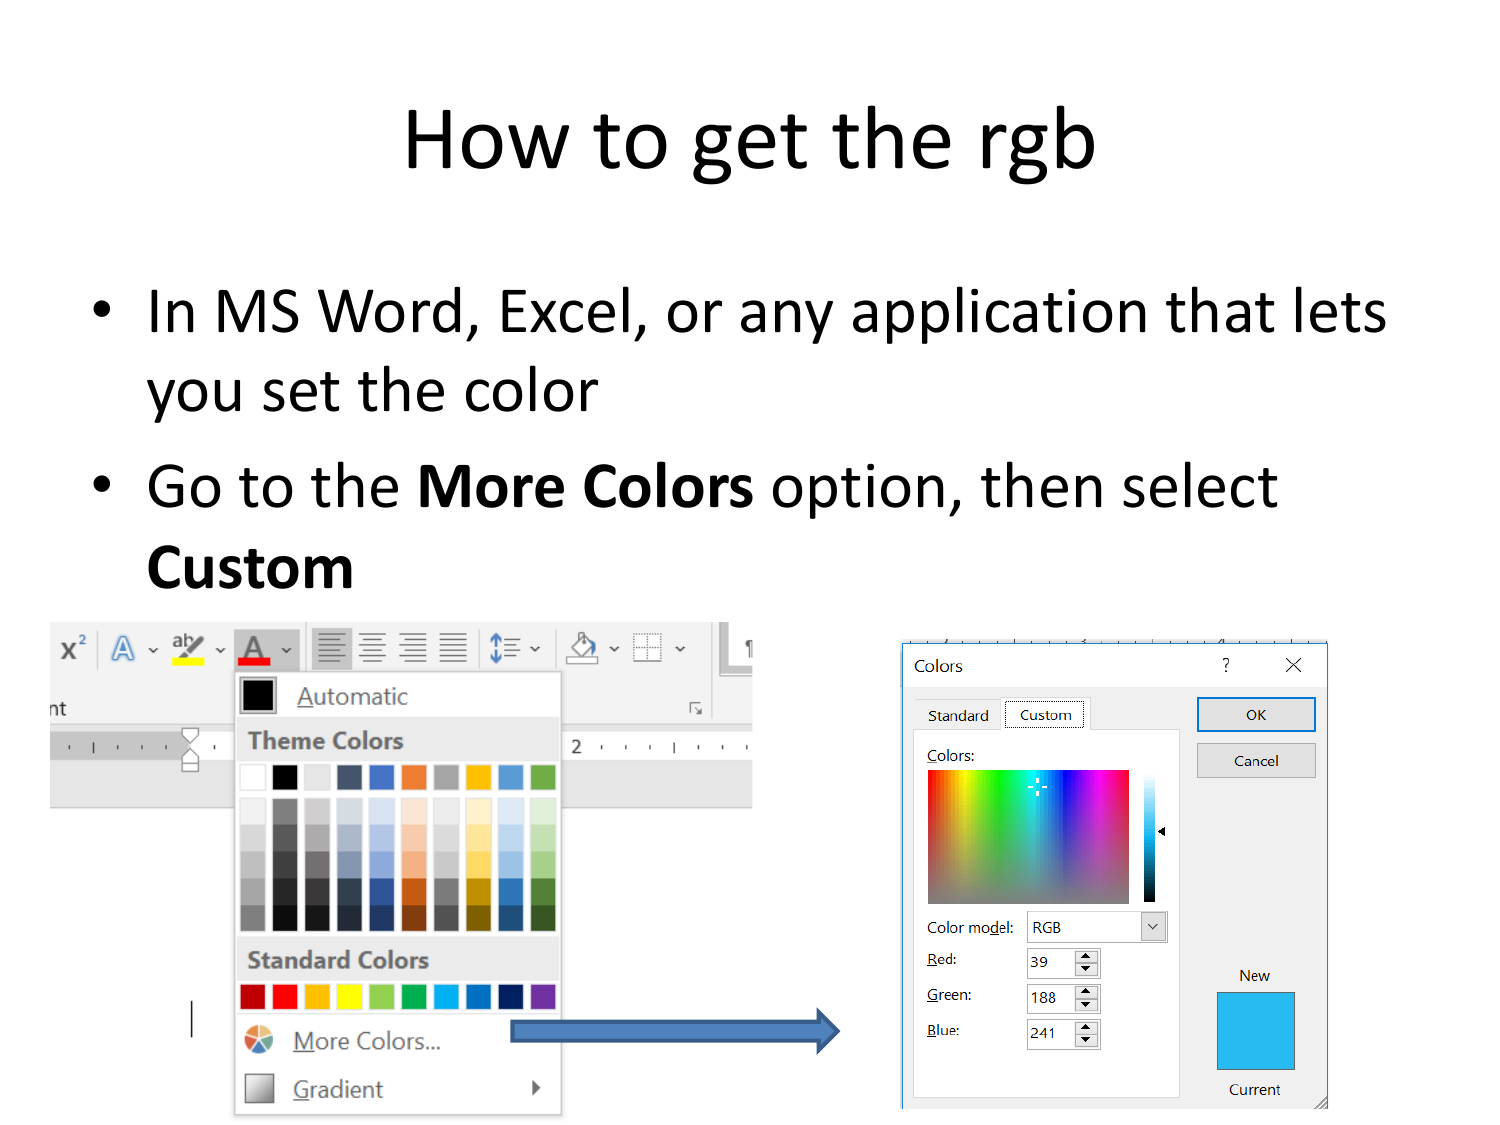 How to get the rgb
• In MS Word, Excel, or any application that lets
you set the color
• Go to the More Colors option, then select
Custom
x²
A
ab
A
nt
Automatic
Theme Colors
2
Standard Colors
More Colors...
Gradient
Colors
?
Standard
Custom
OK
Cancel
Colors:
Color model:
RGB
Red:
39
Green:
188
Blue:
241
New
Current